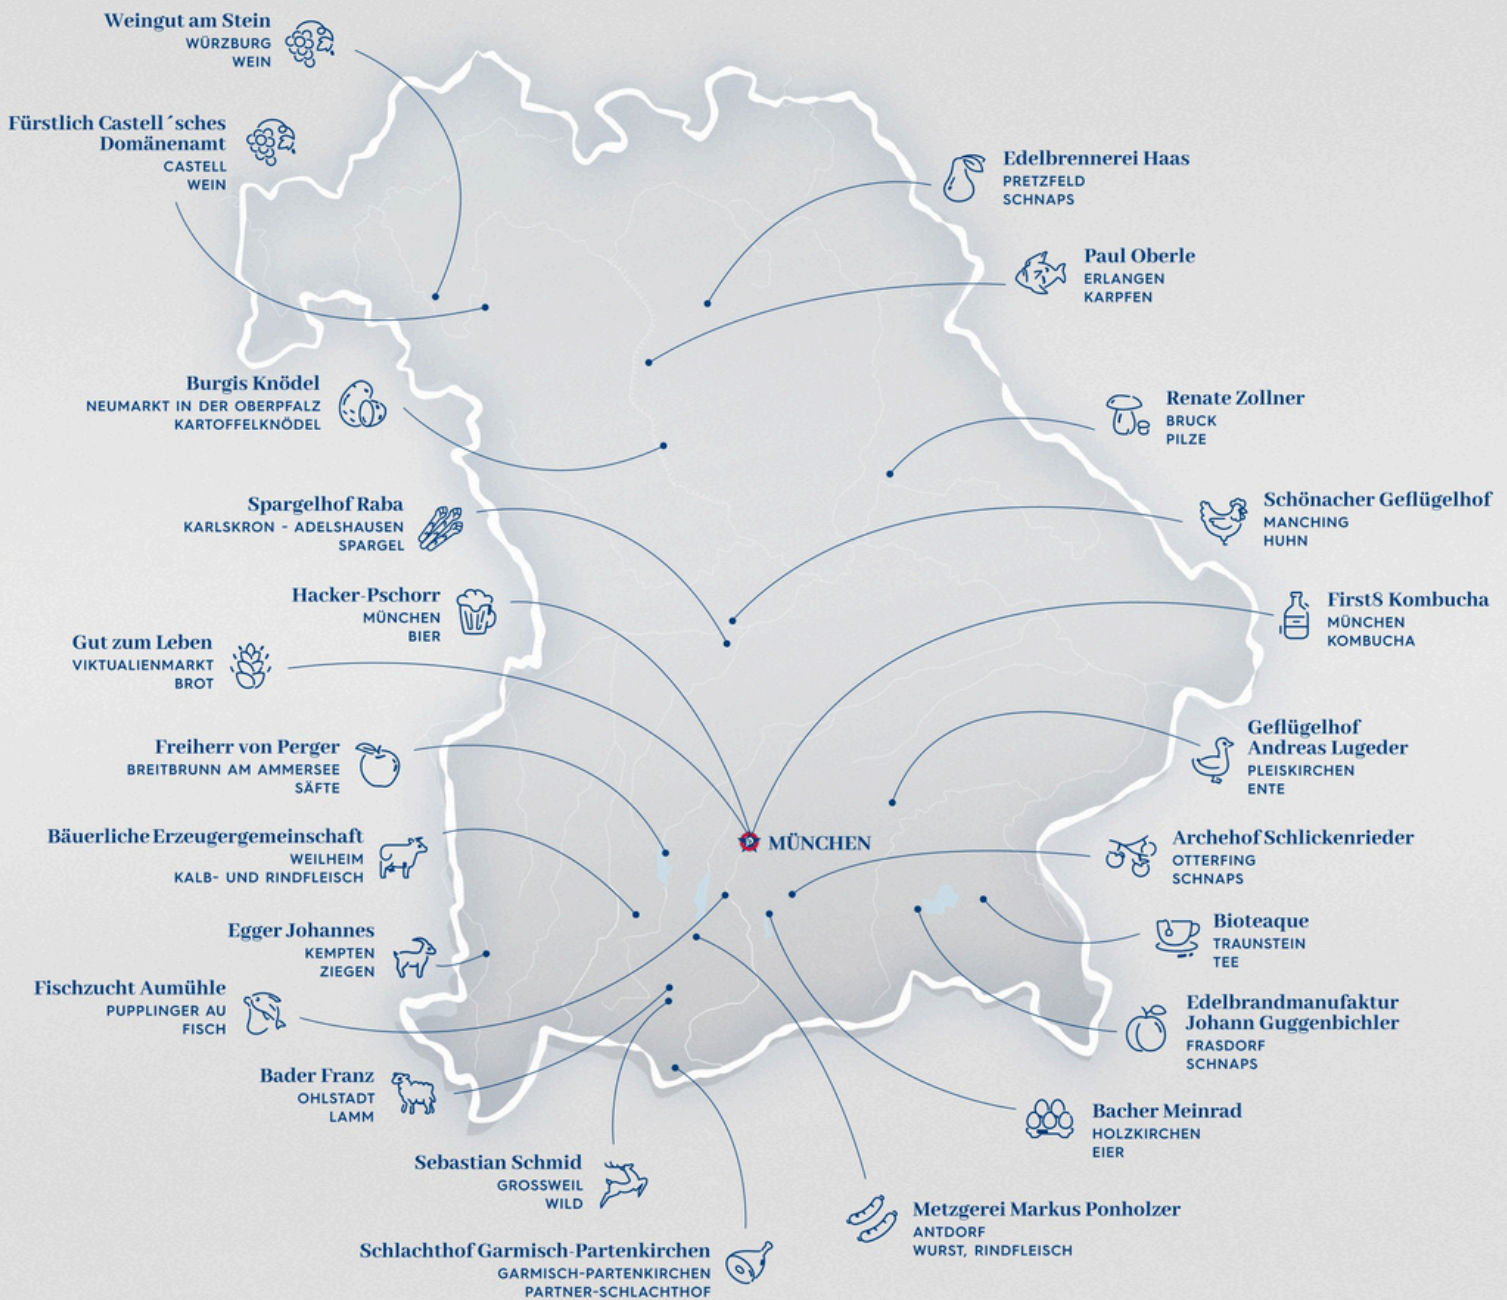 Weingut am Stein
WÜRZBURG
WEIN
Fürstlich Castell´sches
Domänenamt
CASTELL
WEIN
Edelbrennerei Haas
PRETZFELD
SCHNAPS
Paul Oberle
ERLANGEN
KARPFEN
Burgis Knödel
NEUMARKT IN DER OBERPFALZ
KARTOFFELKNÖDEL
Renate Zollner
BRUCK
PILZE
Spargelhof Raba
KARLSKRON - ADELSHAUSEN
SPARGEL
Schönacher Geflügelhof
MANCHING
HUHN
Hacker-Pschorr
MÜNCHEN
BIER
First8 Kombucha
MÜNCHEN
KOMBUCHA
Gut zum Leben
VIKTUALIENMARKT
BROT
Freiherr von Perger
BREITBRUNN AM AMMERSEE
SÄFTE
Geflügelhof
Andreas Lugeder
PLEISKIRCHEN
ENTE
MÜNCHEN
Bäuerliche Erzeugergemeinschaft
WEILHEIM
KALB- UND RINDFLEISCH
Archehof Schlickenrieder
OTTERFING
SCHNAPS
Egger Johannes
KEMPTEN
ZIEGEN
Bioteaque
TRAUNSTEIN
TEE
Fischzucht Aumühle
PUPPLINGER AU
FISCH
Edelbrandmanufaktur
Johann Guggenbichler
FRASDORF
SCHNAPS
Bader Franz
OHLSTADT
LAMM
Bacher Meinrad
HOLZKIRCHEN
EIER
Sebastian Schmid
GROSSWEIL
WILD
Metzgerei Markus Ponholzer
ANTDORF
WURST, RINDFLEISCH
Schlachthof Garmisch-Partenkirchen
GARMISCH-PARTENKIRCHEN
PARTNER-SCHLACHTHOF